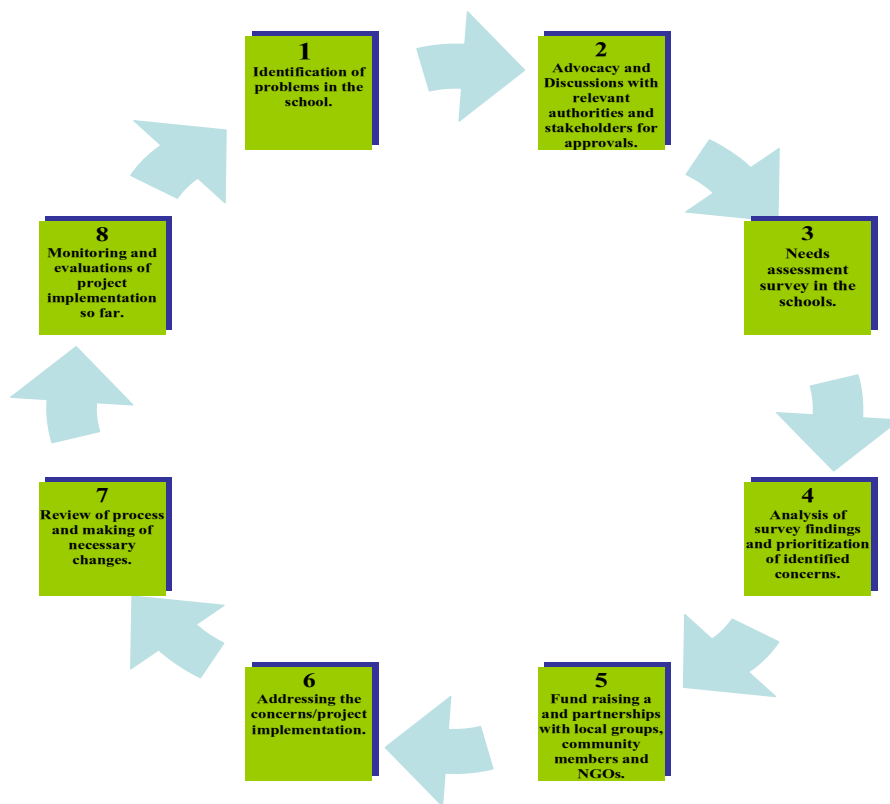 1
Identification of
problems in the
school.
2
Advocacy and
Discussions with
relevant
authorities and
stakeholders for
approvals.
3
Needs
assessment
survey in the
schools.
4
Analysis of
survey findings
and prioritization
of identified
concerns.
5
Fund raising a
and partnerships
with local groups,
community
members and
NGOs.
6
Addressing the
concerns/project
implementation.
7
Review of process
and making of
necessary
changes.
8
Monitoring and
evaluations of
project
implementation
so far.